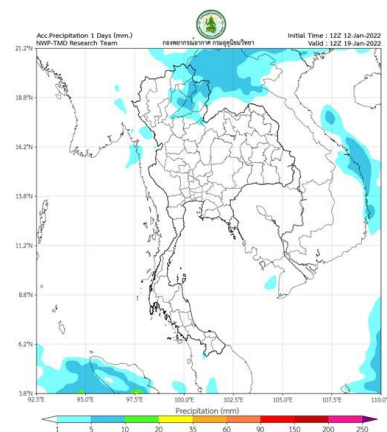 Acc.Precipitation 1 Days (mm.)
NWP-TMD Research Team
กองพยากรณ์อากาศ กรมอุตุนิยมวิทยา
Initial Time : 12Z 12-Jan-2022
Valid : 12Z 19-Jan-2022
21.2°N
18.8°N
16.2°N
13.8°N
11.2°N
8.8°N
6.2°N
3.8°N
92.5°E 95.0°E 97.5°E 100.0°E 102.5°E 105.0°E 107.5°E 110.0°E
Precipitation (mm)
1 5 10 20 35 60 90 150 200 250